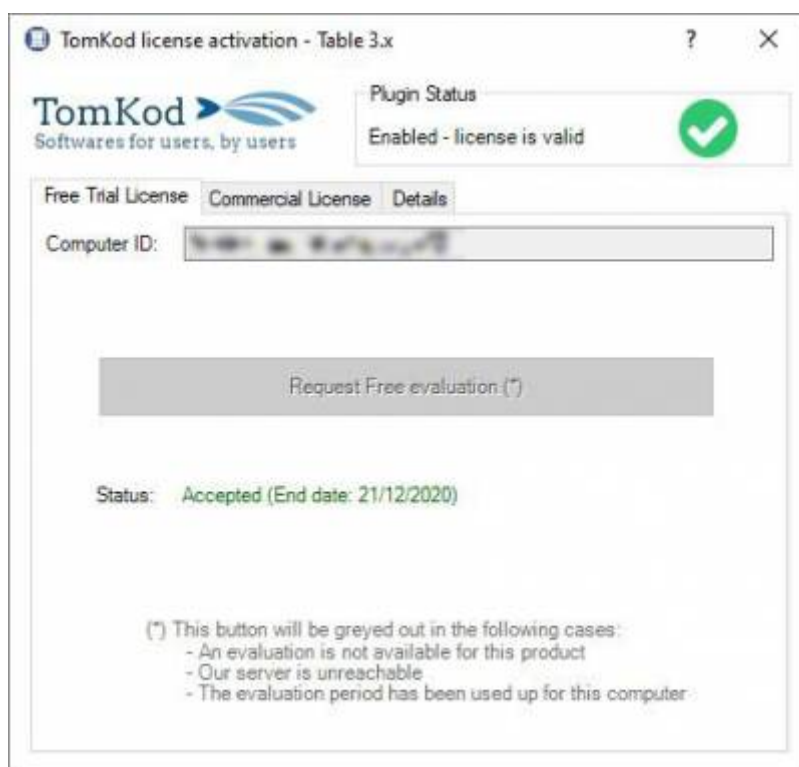 TomKod license activation - Table 3.x
?
TomKod
Softwares for users, by users
Plugin Status
Enabled - license is valid
Free Trial License
Commercial License
Details
Computer ID:
Request Free evaluation (*)
Status: Accepted (End date: 21/12/2020)
(*) This button will be greyed out in the following cases:
- An evaluation is not available for this product
- Our server is unreachable
- The evaluation period has been used up for this computer